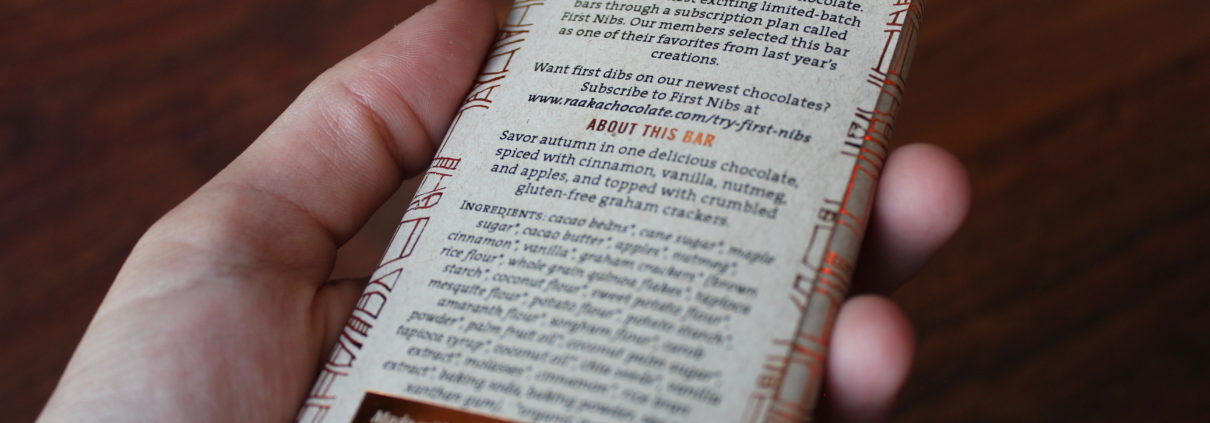 chocolate.
exciting limited-batch
bars through a subscription plan called
First Nibs. Our members selected this bar
as one of their favorites from last year's
creations.
Want first dibs on our newest chocolates?
Subscribe to First Nibs at
www.raakachocolate.com/try-first-nibs
ABOUT THIS BAR
Savor autumn in one delicious chocolate,
spiced with cinnamon, vanilla, nutmeg,
and apples, and topped with crumbled
gluten-free graham crackers.
INGREDIENTS: cacao beans*, cane sugar*, maple
sugar*, cacao butter*, apples*, nutmeg*,
cinnamon*, vanilla*, graham crackers* (brown
rice flour*, whole grain quinoa flakes*, tapioca
starch*, coconut flour*, sweet potato flour*,
mesquite flour*, potato flour*, potato starch*,
amaranth flour*, sorghum flour*, carob
powder*, palm fruit oil*, coconut palm sugar*,
tapioca syrup*, coconut oil*, chia seeds*, vanilla
extract*, molasses*, cinnamon*, rice bran
extract*, baking soda, baking powder,
xanthan gum). *organic